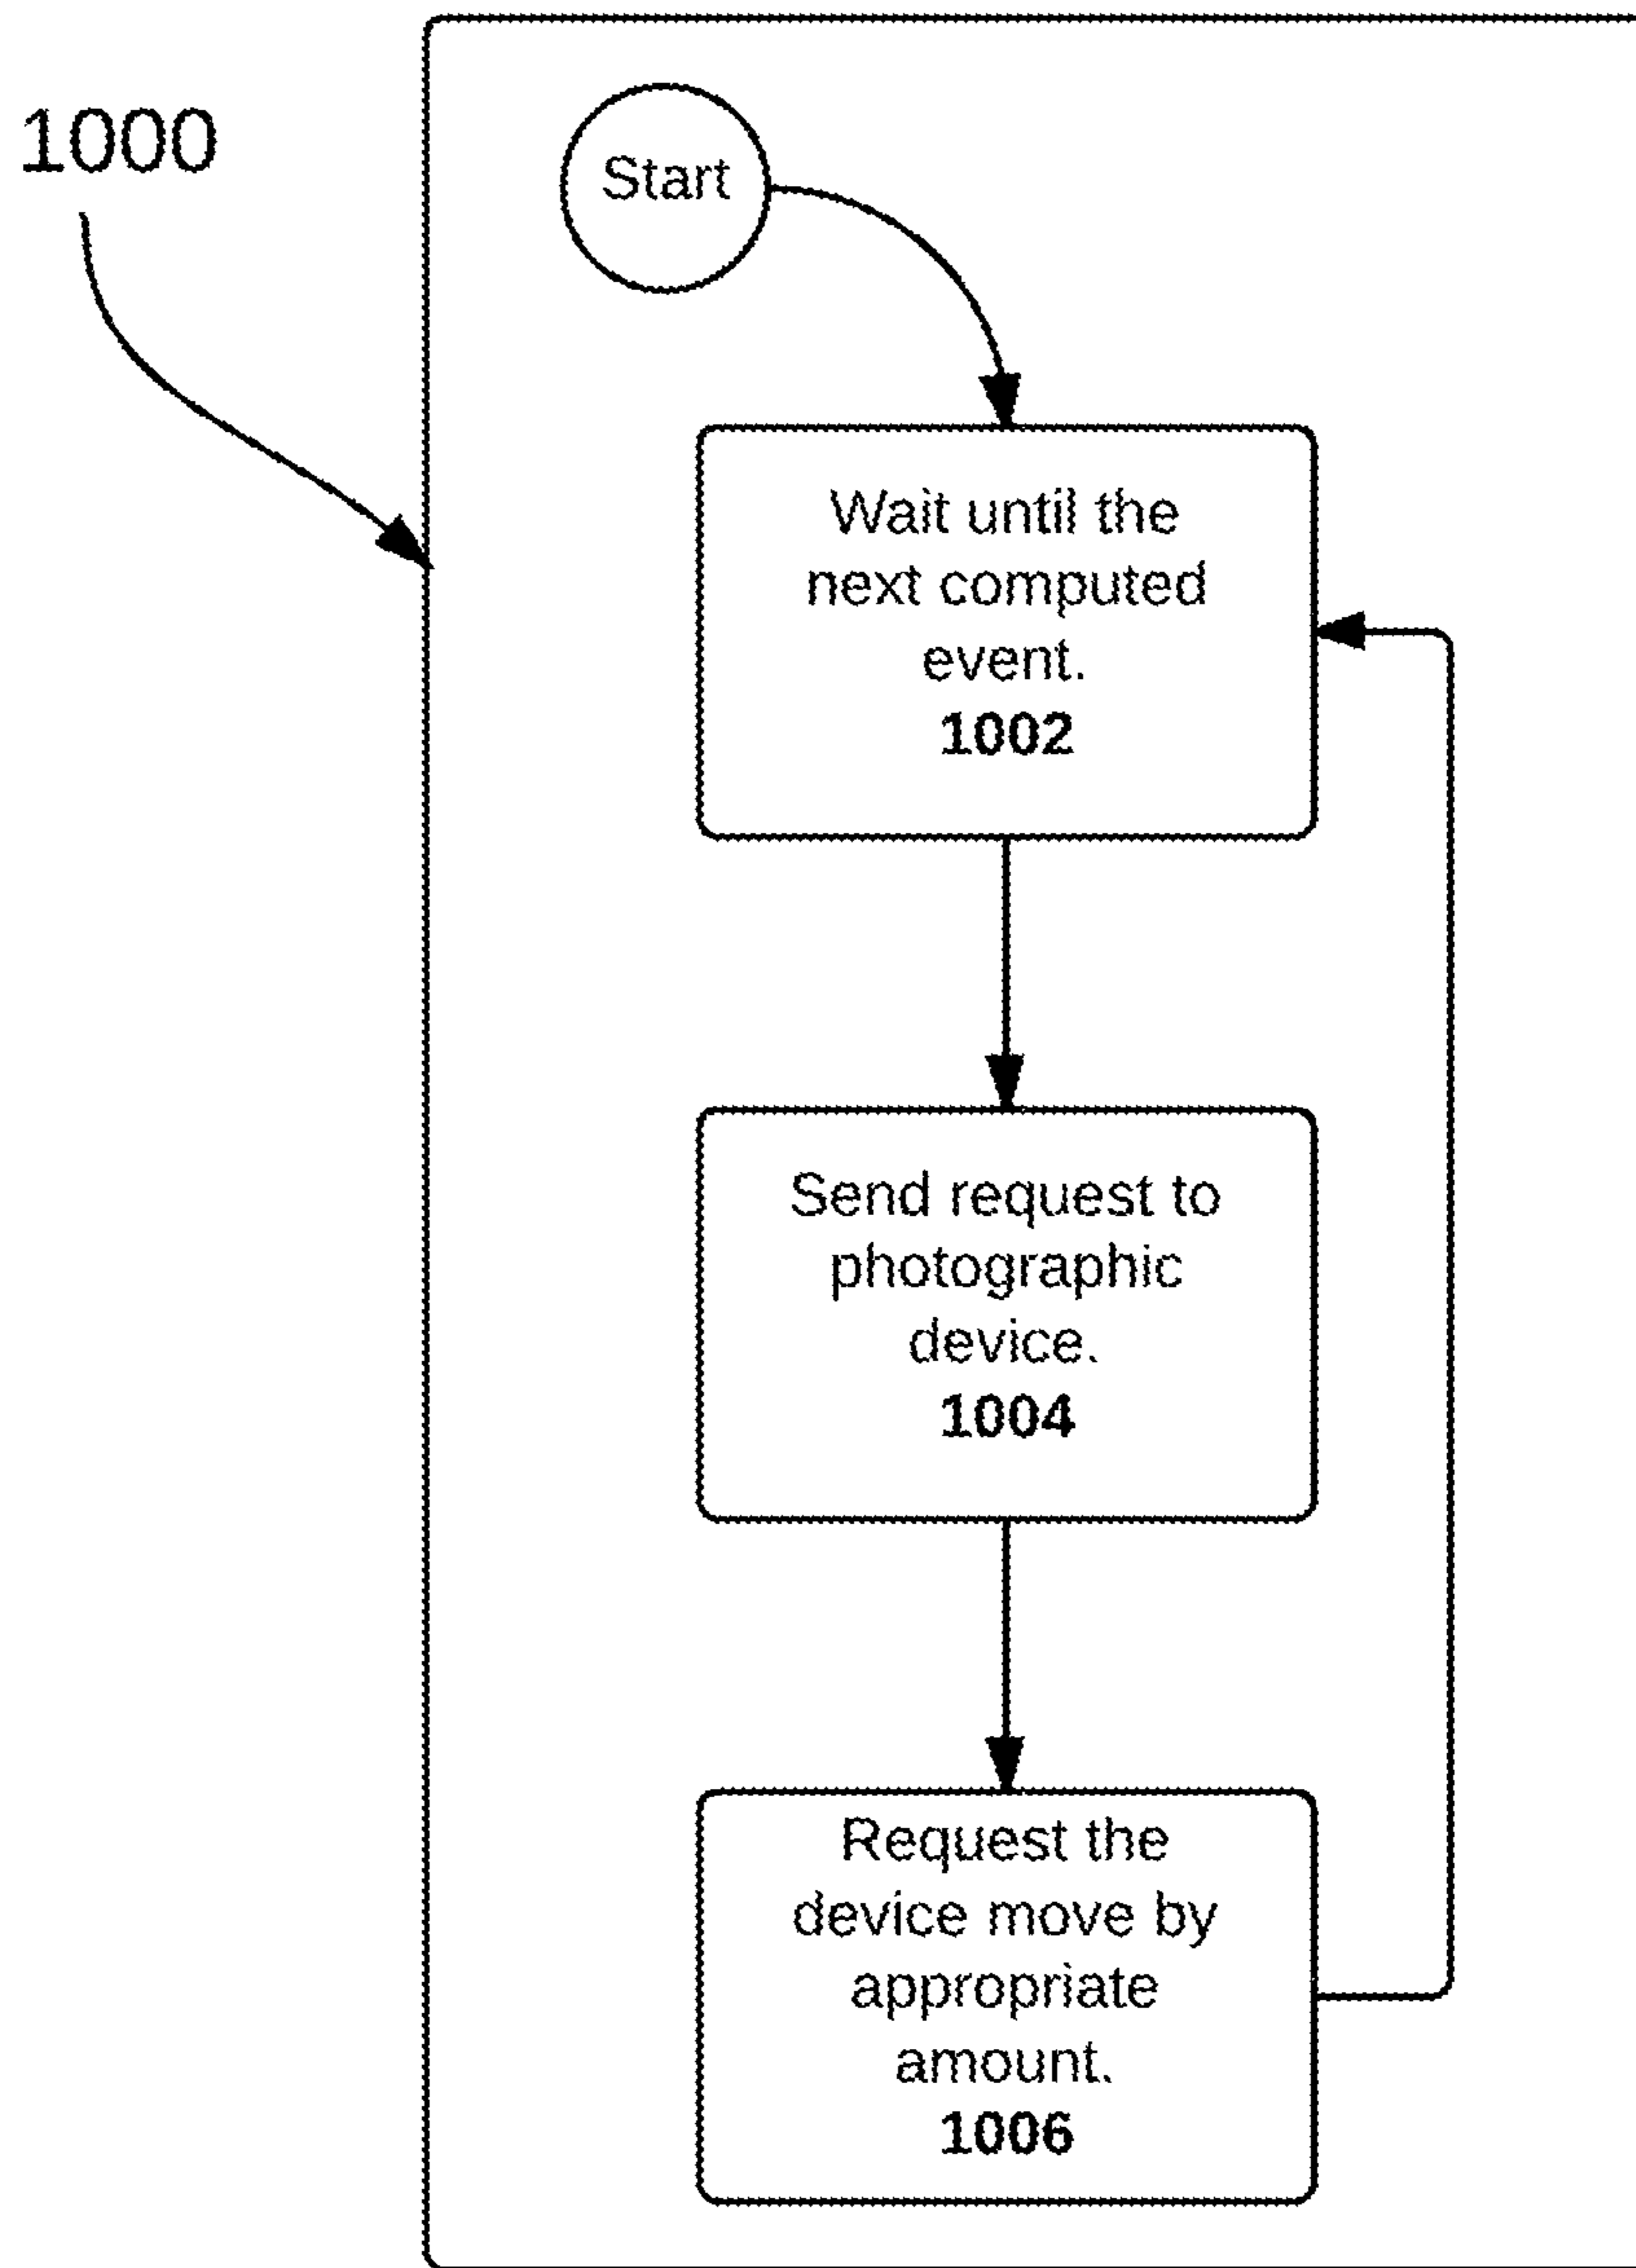 1000
Start
Wait until the
next computed
event.
1002
Send request to
photographic
device.
1004
Request the
device move by
appropriate
amount.
1006